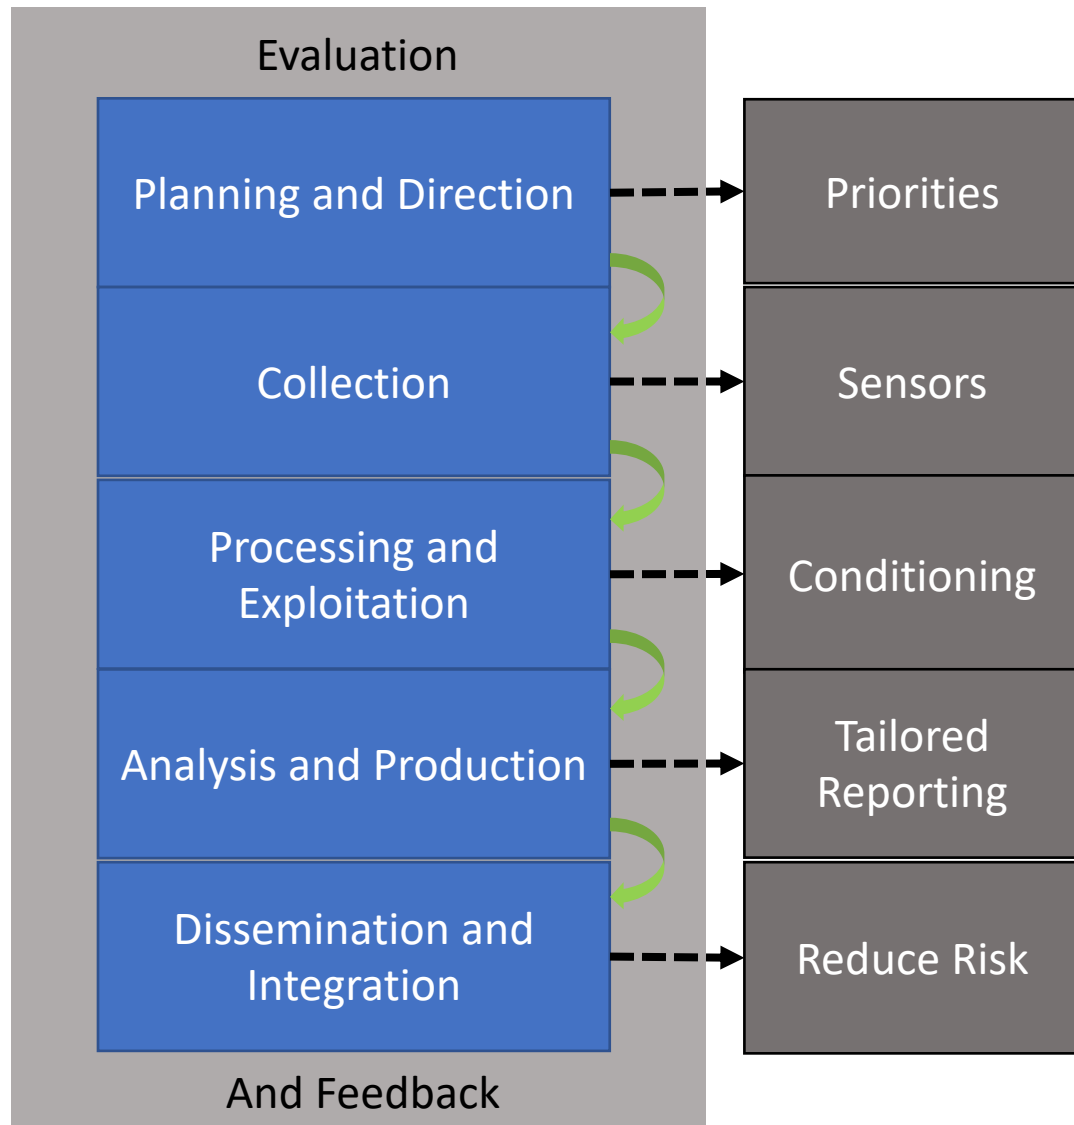 Evaluation
Planning and Direction
Priorities
Collection
Sensors
Processing and
Exploitation
Conditioning
Analysis and Production
Tailored
Reporting
Dissemination and
Integration
Reduce Risk
And Feedback